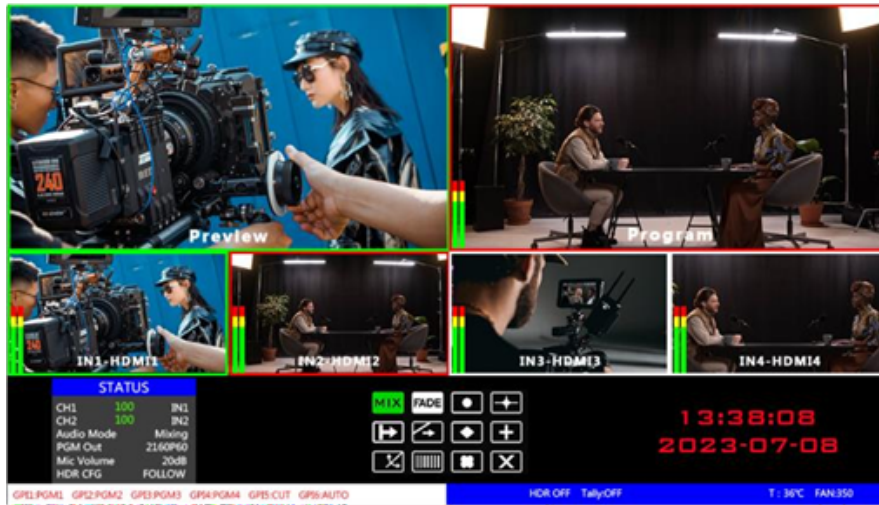 240
Preview
Program
IN1-HDMI1
IN2-HDMI2
IN3-HDMI3
IN4-HDMI4
STATUS
CH1 100 IN1
CH2 100 IN2
Audio Mode Mixing
PGM Out 2160P60
Mic Volume 20dB
HDR CFG FOLLOW
MIX FADE
13:38:08
2023-07-08
GPI1:PGM1 GPI2:PGM2 GPI3:PGM3 GPI4:PGM4 GPI5:CUT GPI6:AUTO
HDR OFF Tally:OFF T : 36℃ FAN:350